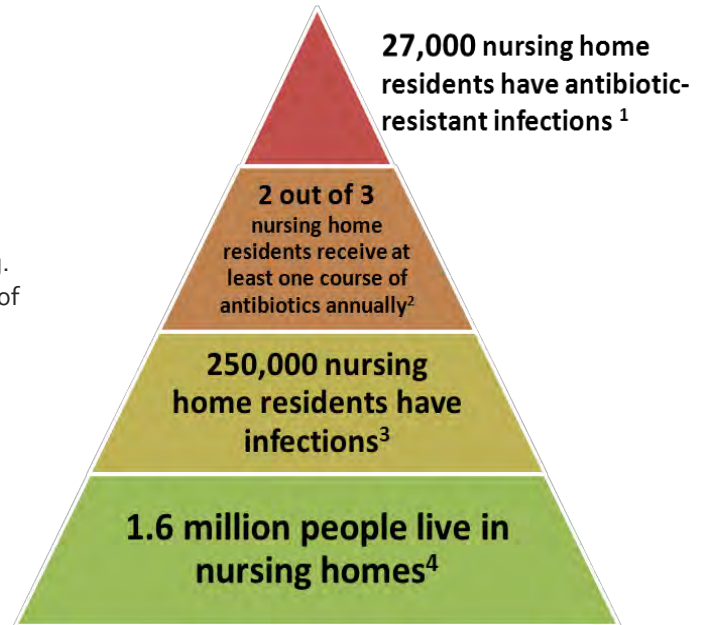 27,000 nursing home
residents have antibiotic-
resistant infections ¹
2 out of 3
nursing home
residents receive at
least one course of
antibiotics annually²
.
of
250,000 nursing
home residents have
infections³
1.6 million people live in
nursing homes⁴